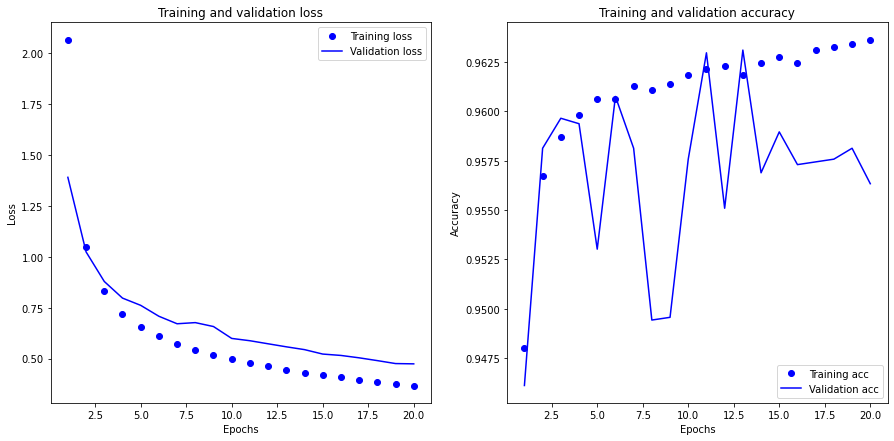 Training and validation loss
Training loss
Validation loss
2.00
1.75
1.50
1.25
1.00
0.75
0.50
Loss
2.5 5.0 7.5 10.0 12.5 15.0 17.5 20.0
Epochs
Training and validation accuracy
0.9625
0.9600
0.9575
0.9550
0.9525
0.9500
0.9475
Accuracy
Training acc
Validation acc
2.5 5.0 7.5 10.0 12.5 15.0 17.5 20.0
Epochs